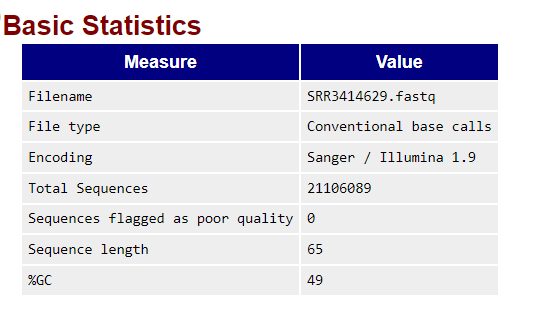 Basic Statistics
Measure Value
Filename SRR3414629.fastq
File type Conventional base calls
Encoding Sanger / Illumina 1.9
Total Sequences 21106089
Sequences flagged as poor quality 0
Sequence length 65
%GC 49